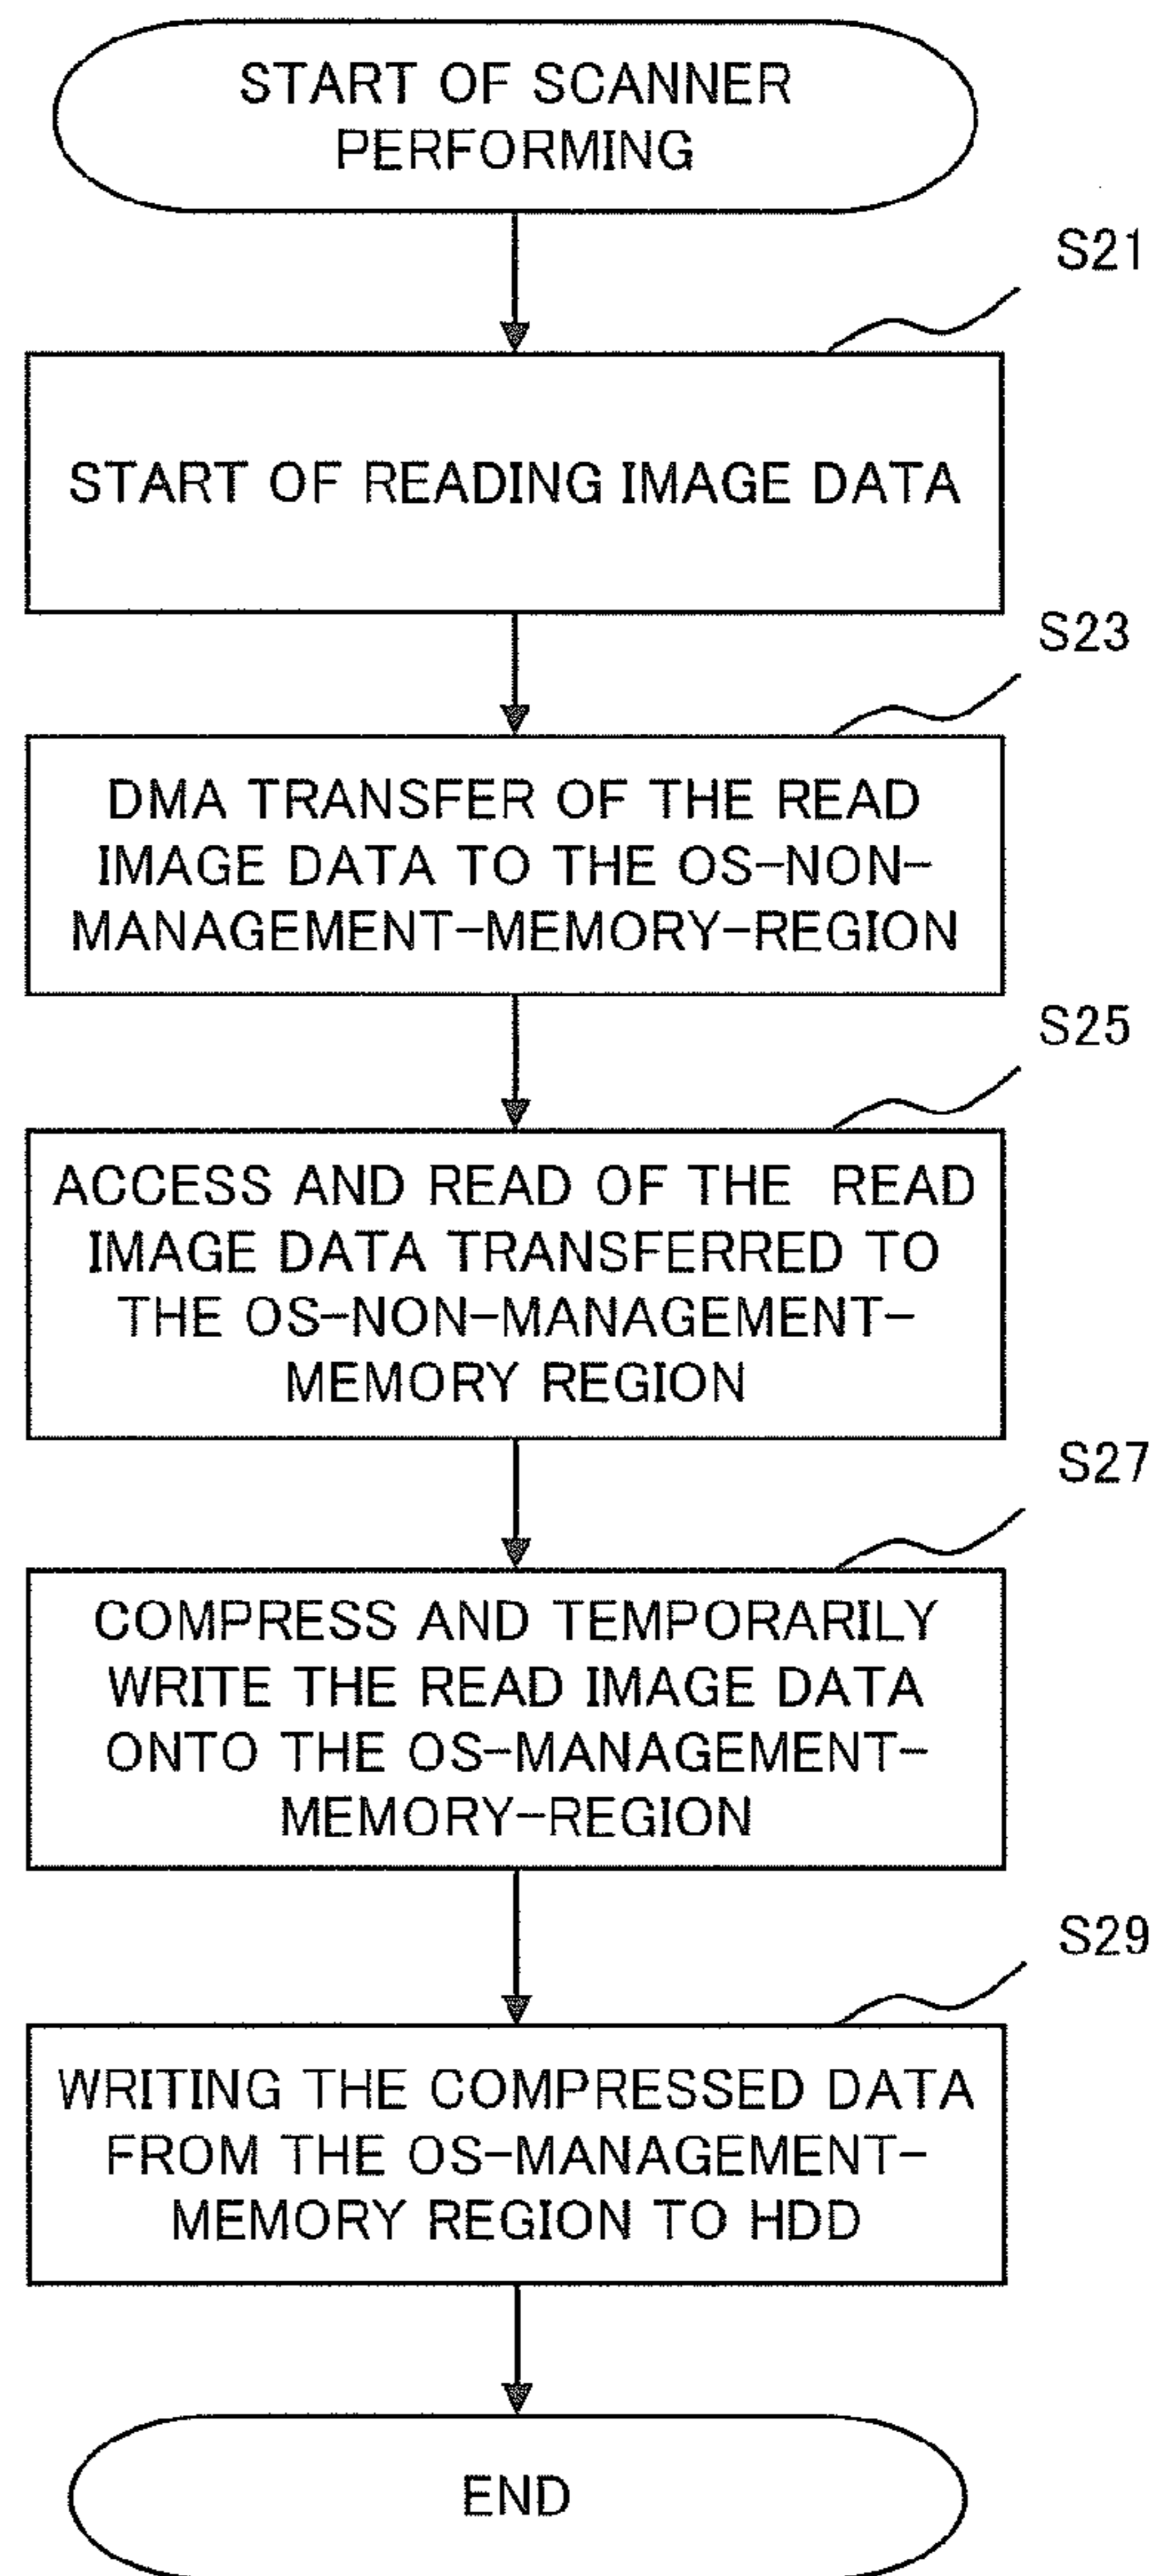 START OF SCANNER
PERFORMING
S21
START OF READING IMAGE DATA
S23
DMA TRANSFER OF THE READ
IMAGE DATA TO THE OS-NON-
MANAGEMENT-MEMORY-REGION
S25
ACCESS AND READ OF THE READ
IMAGE DATA TRANSFERRED TO
THE OS-NON-MANAGEMENT-
MEMORY REGION
S27
COMPRESS AND TEMPORARILY
WRITE THE READ IMAGE DATA
ONTO THE OS-MANAGEMENT-
MEMORY-REGION
S29
WRITING THE COMPRESSED DATA
FROM THE OS-MANAGEMENT-
MEMORY REGION TO HDD
END